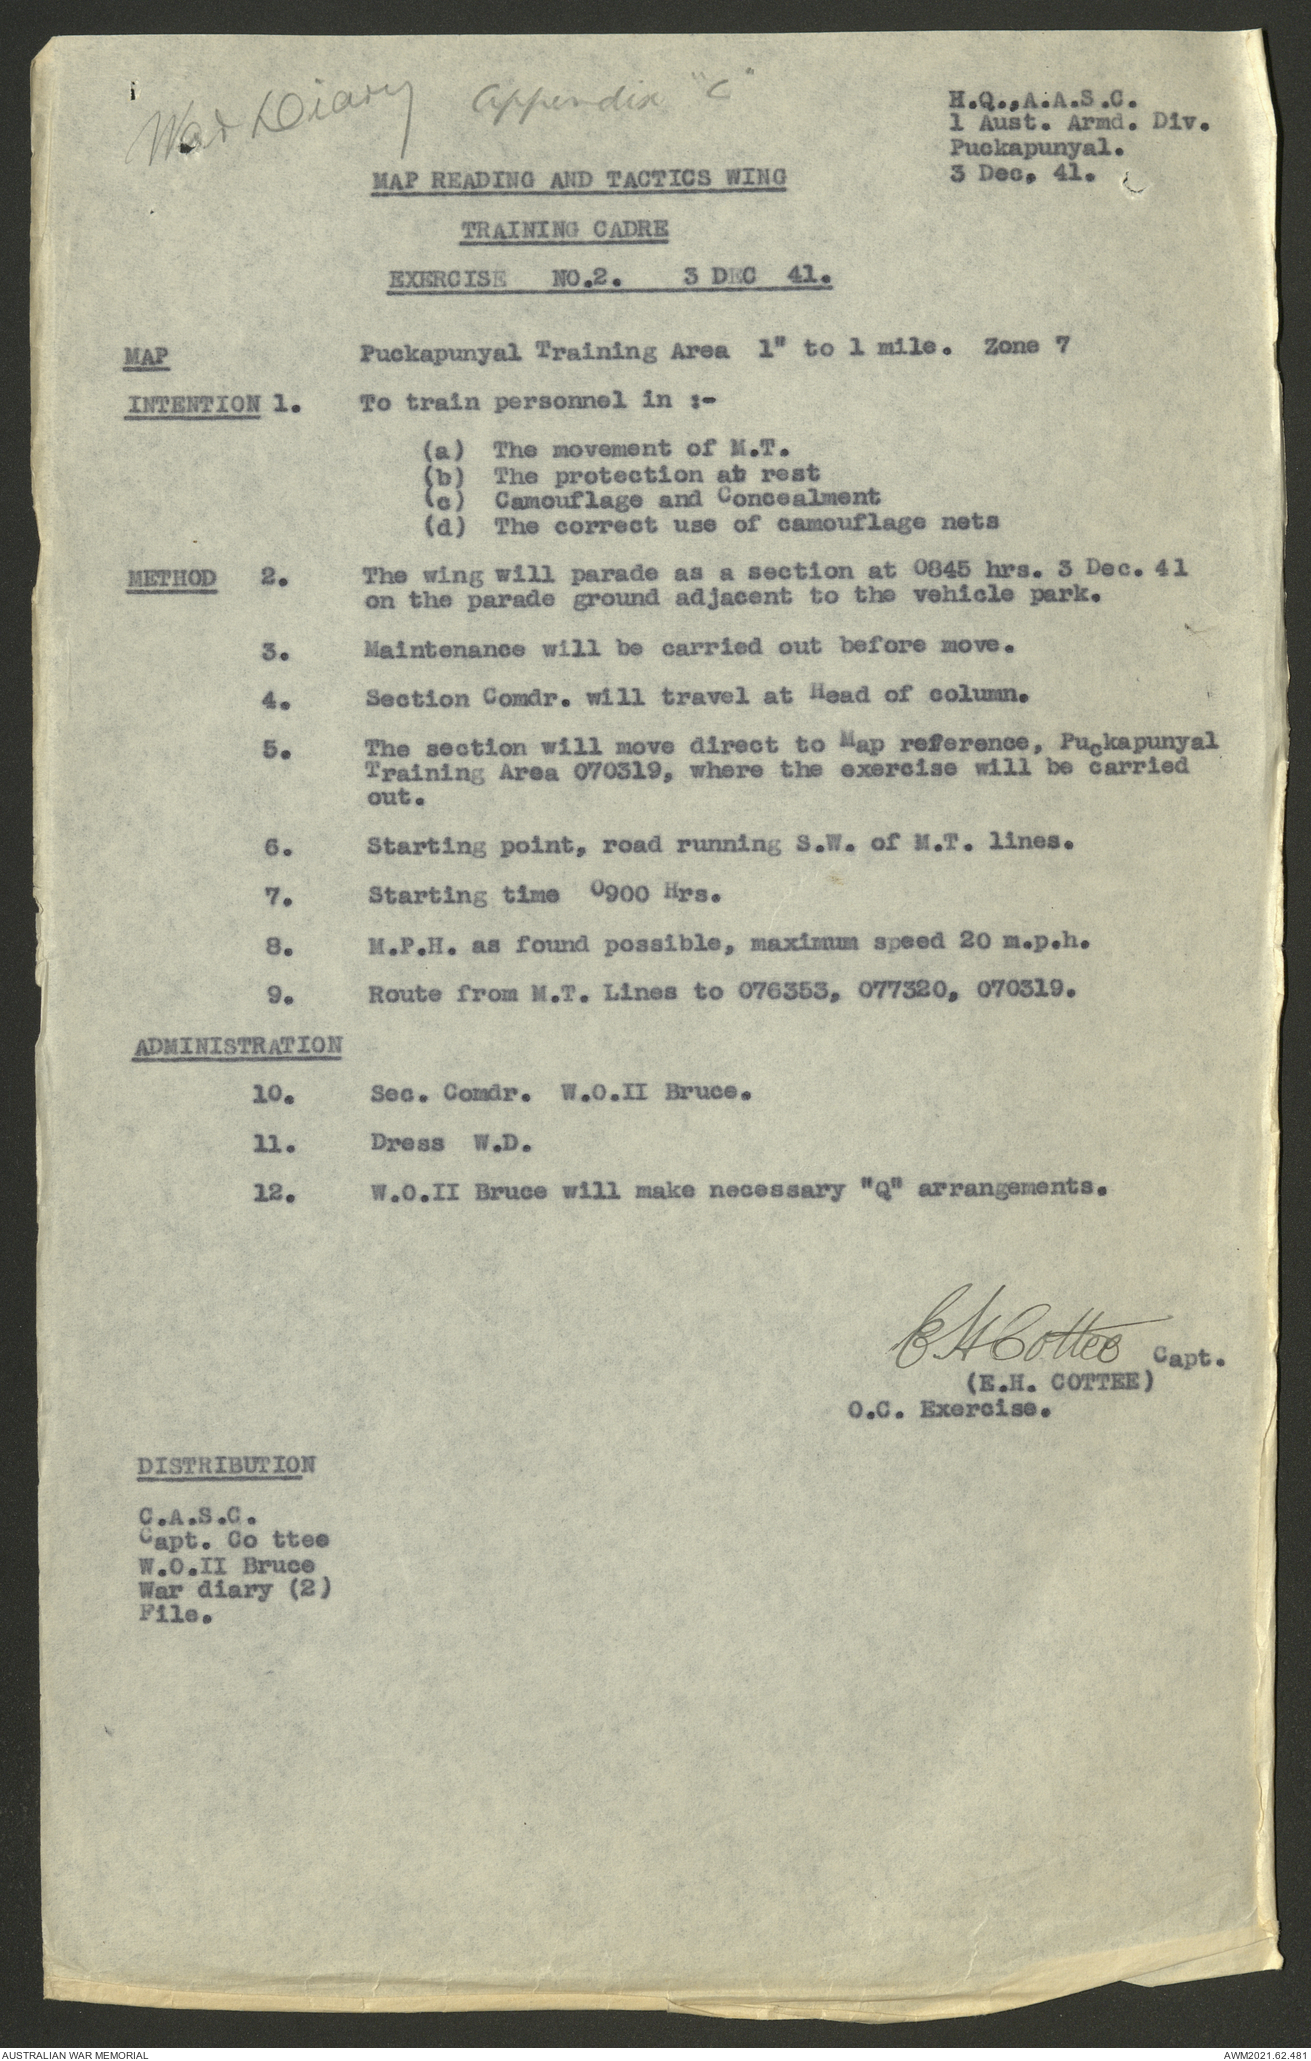 War Diary Appendix "C"
H.Q.,A.A.S.C.
1 Aust. Armd. Div.
Puckapunyal.
3 Dec, 41.
MAP READING AND TACTICS WING
TRAINING CADRE
EXERCISE NO.2. 3 DEC 41.
MAP Puckapunyal Training Area 1" to 1 mile. Zone 7
INTENTION 1. To train personnel in :-
(a) The movement of M.T.
(b) The protection at rest
(c) Camouflage and Concealment
(d) The correct use of camouflage nets
METHOD 2. The wing will parade as a section at 0845 hrs. 3 Dec. 41
on the parade ground adjacent to the vehicle park.
3. Maintenance will be carried out before move.
4. Section Comdr. will travel at Head of column.
5. The section will move direct to Map reference, Puckapunyal
Training Area 070319, where the exercise will be carried
out.
6. Starting point, road running S.W. of M.T. lines.
7. Starting time 0900 Hrs.
8. M.P.H. as found possible, maximum speed 20 m.p.h.
9. Route from M.T. Lines to 076353, 077320, 070319.
ADMINISTRATION
10. Sec. Comdr. W.O.II Bruce.
11. Dress W.D.
12. W.O.II Bruce will make necessary "Q" arrangements.
E H Cottee Capt.
(E.H. COTTEE)
O.C. Exercise.
DISTRIBUTION
C.A.S.C.
Capt. Co ttee
W.O.II Bruce
War diary (2)
File.
AUSTRALIAN WAR MEMORIAL AWM2021.62.481